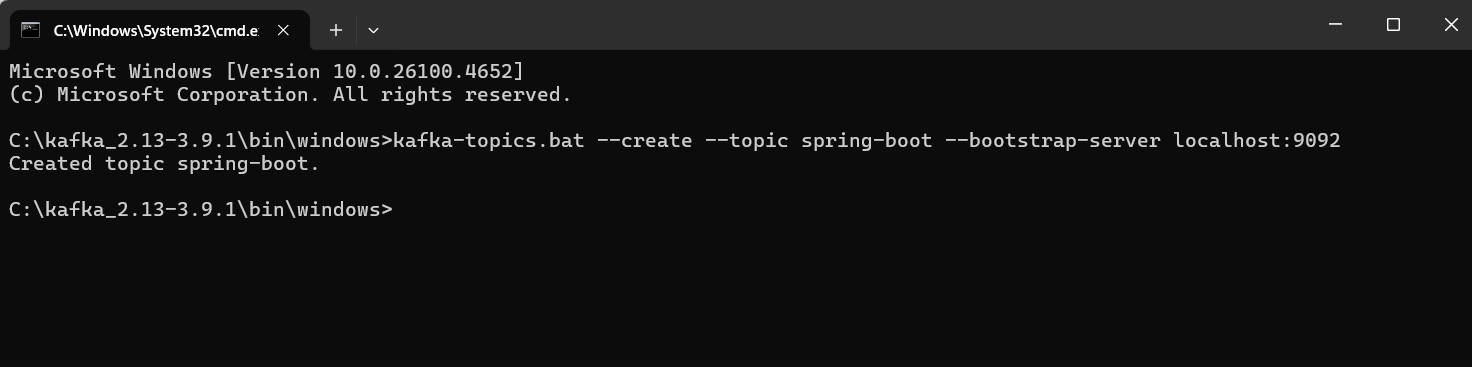 C:\Windows\System32\cmd.e
Microsoft Windows [Version 10.0.26100.4652]
(c) Microsoft Corporation. All rights reserved.
C:\kafka_2.13-3.9.1\bin\windows>kafka-topics.bat --create --topic spring-boot --bootstrap-server localhost:9092
Created topic spring-boot.
C:\kafka_2.13-3.9.1\bin\windows>